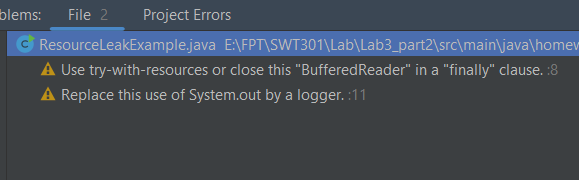 blems: File 2 Project Errors
ResourceLeakExample.java E:\FPT\SWT301\Lab\Lab3_part2\src\main\java\homew
Use try-with-resources or close this "BufferedReader" in a "finally" clause. :8
Replace this use of System.out by a logger. :11